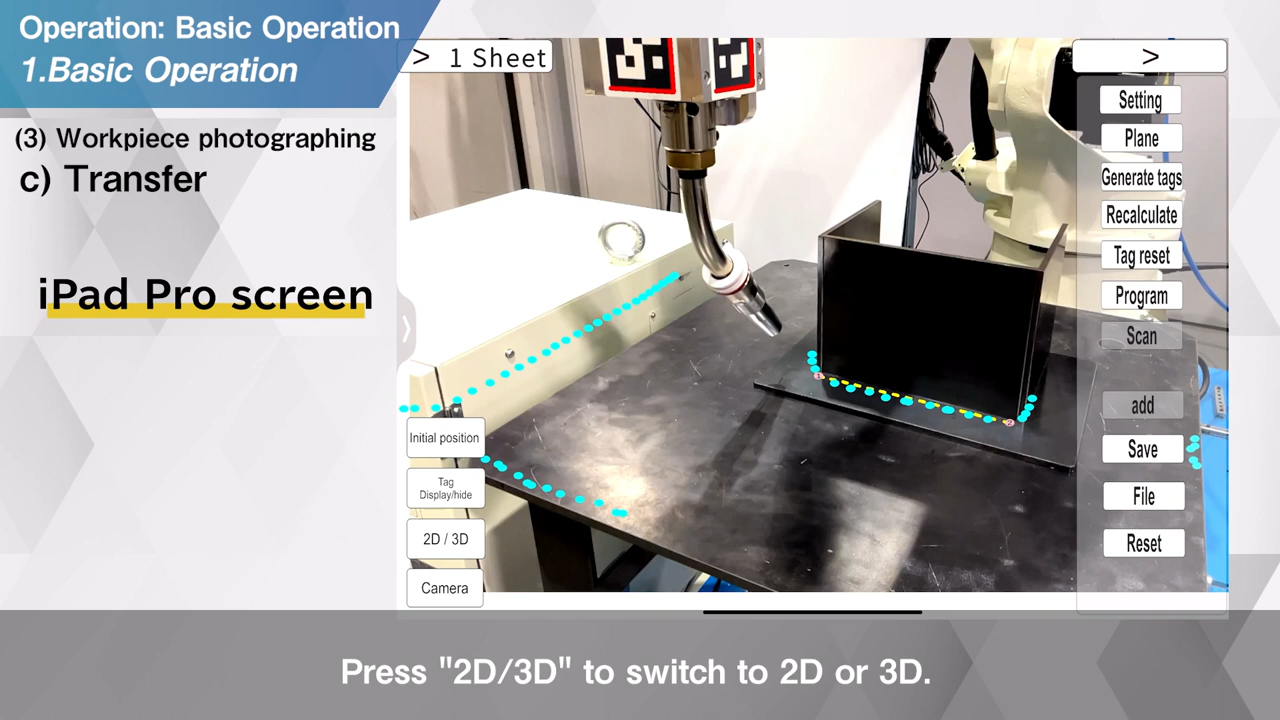 Operation: Basic Operation
1.Basic Operation
(3) Workpiece photographing
c) Transfer
iPad Pro screen
> 1 Sheet
>
Setting
Plane
Generate tags
Recalculate
Tag reset
Program
Scan
add
Save
File
Reset
Initial position
Tag
Display/hide
2D / 3D
Camera
1
2
Press "2D/3D" to switch to 2D or 3D.